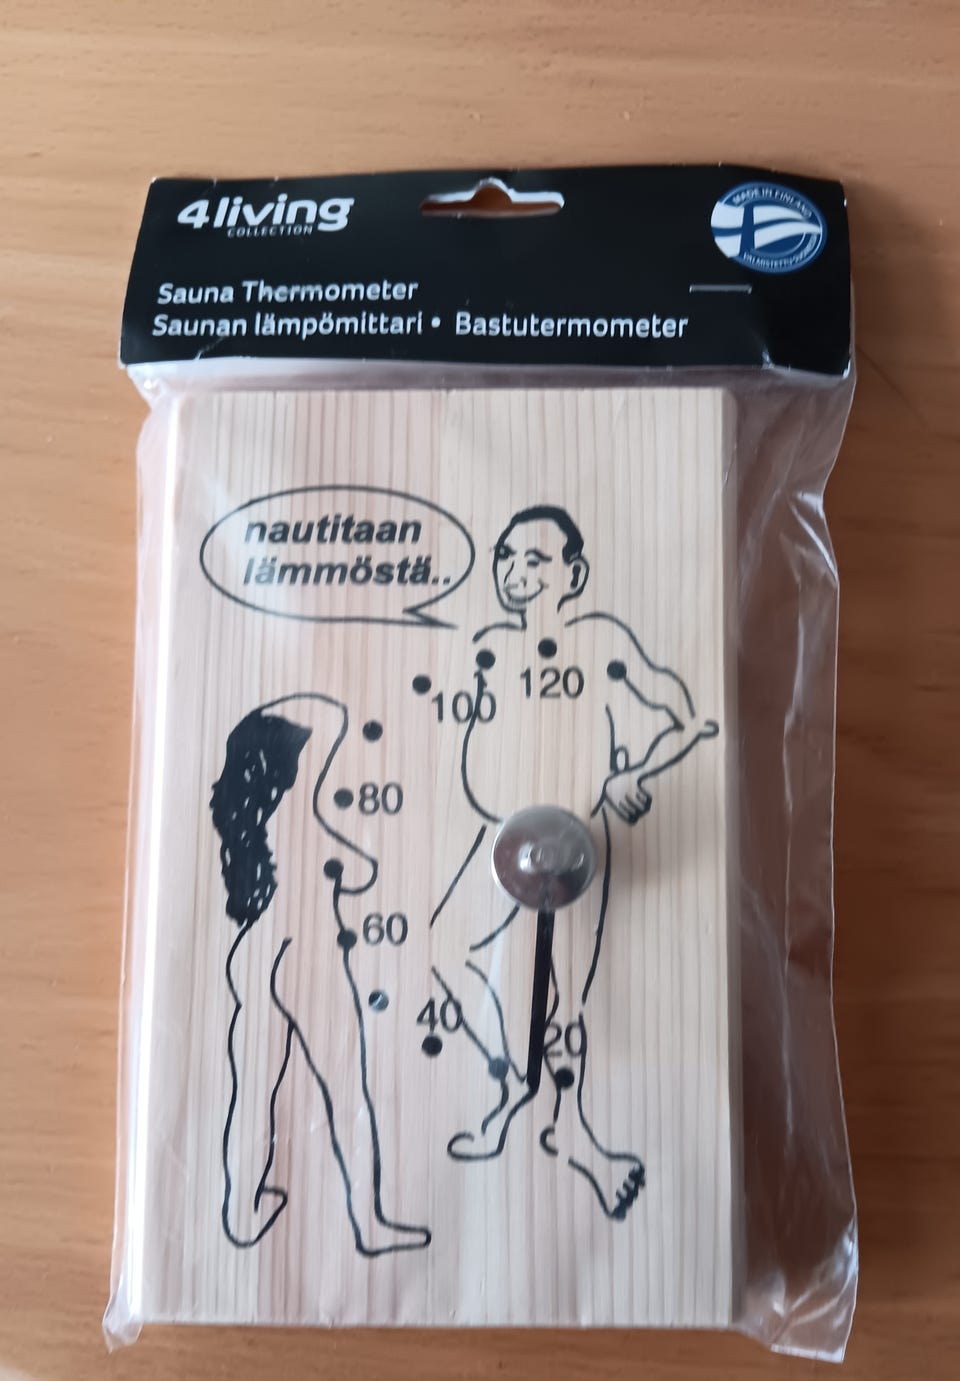 4living
COLLECTION
MADE IN FINLAND
Sauna Thermometer
Saunan lämpömittari • Bastutermometer
nautitaan
lämmöstä..
120
100
80
60
40
20